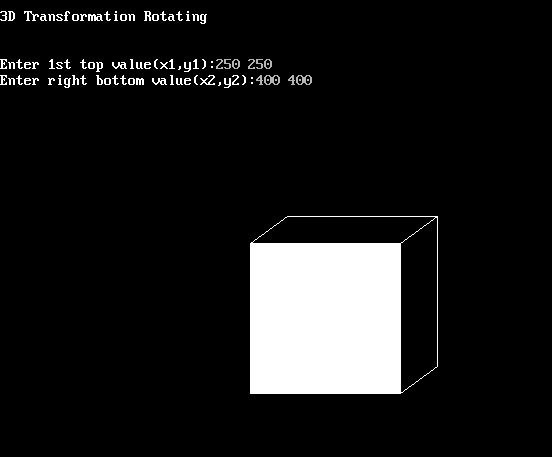 3D Transformation Rotating
Enter 1st top value(x1,y1):250 250
Enter right bottom value(x2,y2):400 400